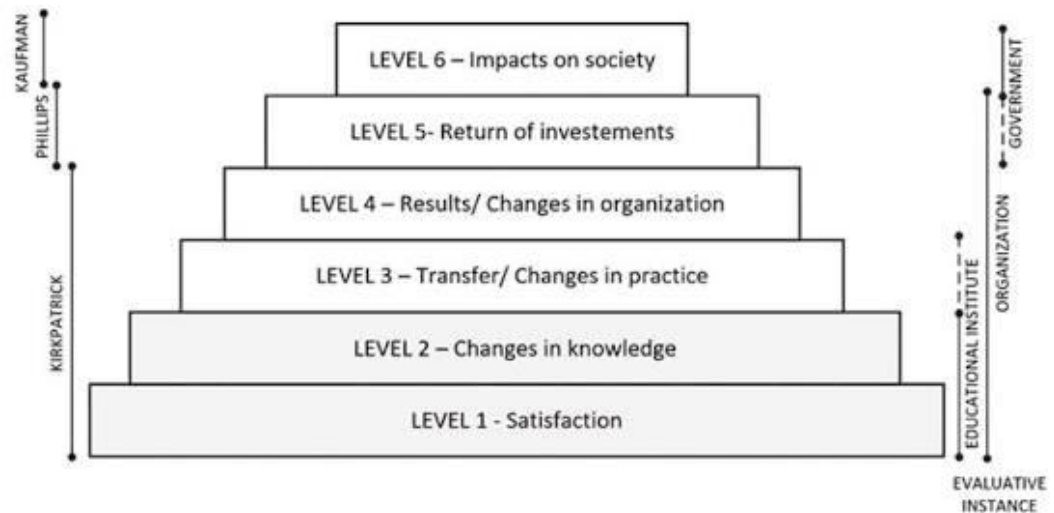 KAUFMAN
PHILLIPS
KIRKPATRICK
LEVEL 6 – Impacts on society
LEVEL 5- Return of investements
LEVEL 4 – Results/ Changes in organization
LEVEL 3 – Transfer/ Changes in practice
LEVEL 2 – Changes in knowledge
LEVEL 1 - Satisfaction
GOVERNMENT
ORGANIZATION
EDUCATIONAL INSTITUTE
EVALUATIVE
INSTANCE